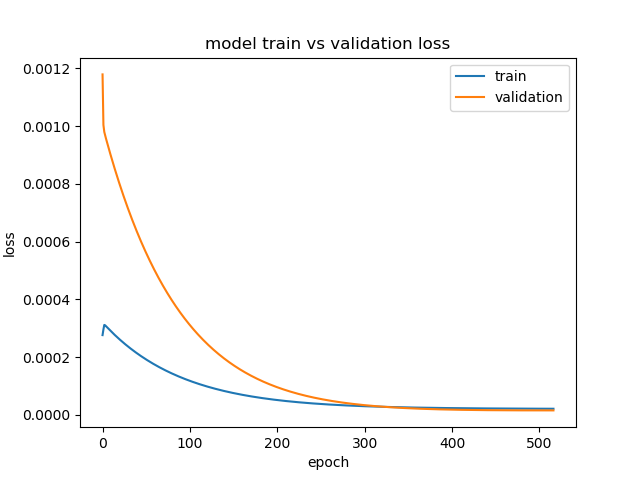 model train vs validation loss
train
validation
0.0012
0.0010
0.0008
0.0006
0.0004
0.0002
0.0000
loss
0 100 200 300 400 500
epoch